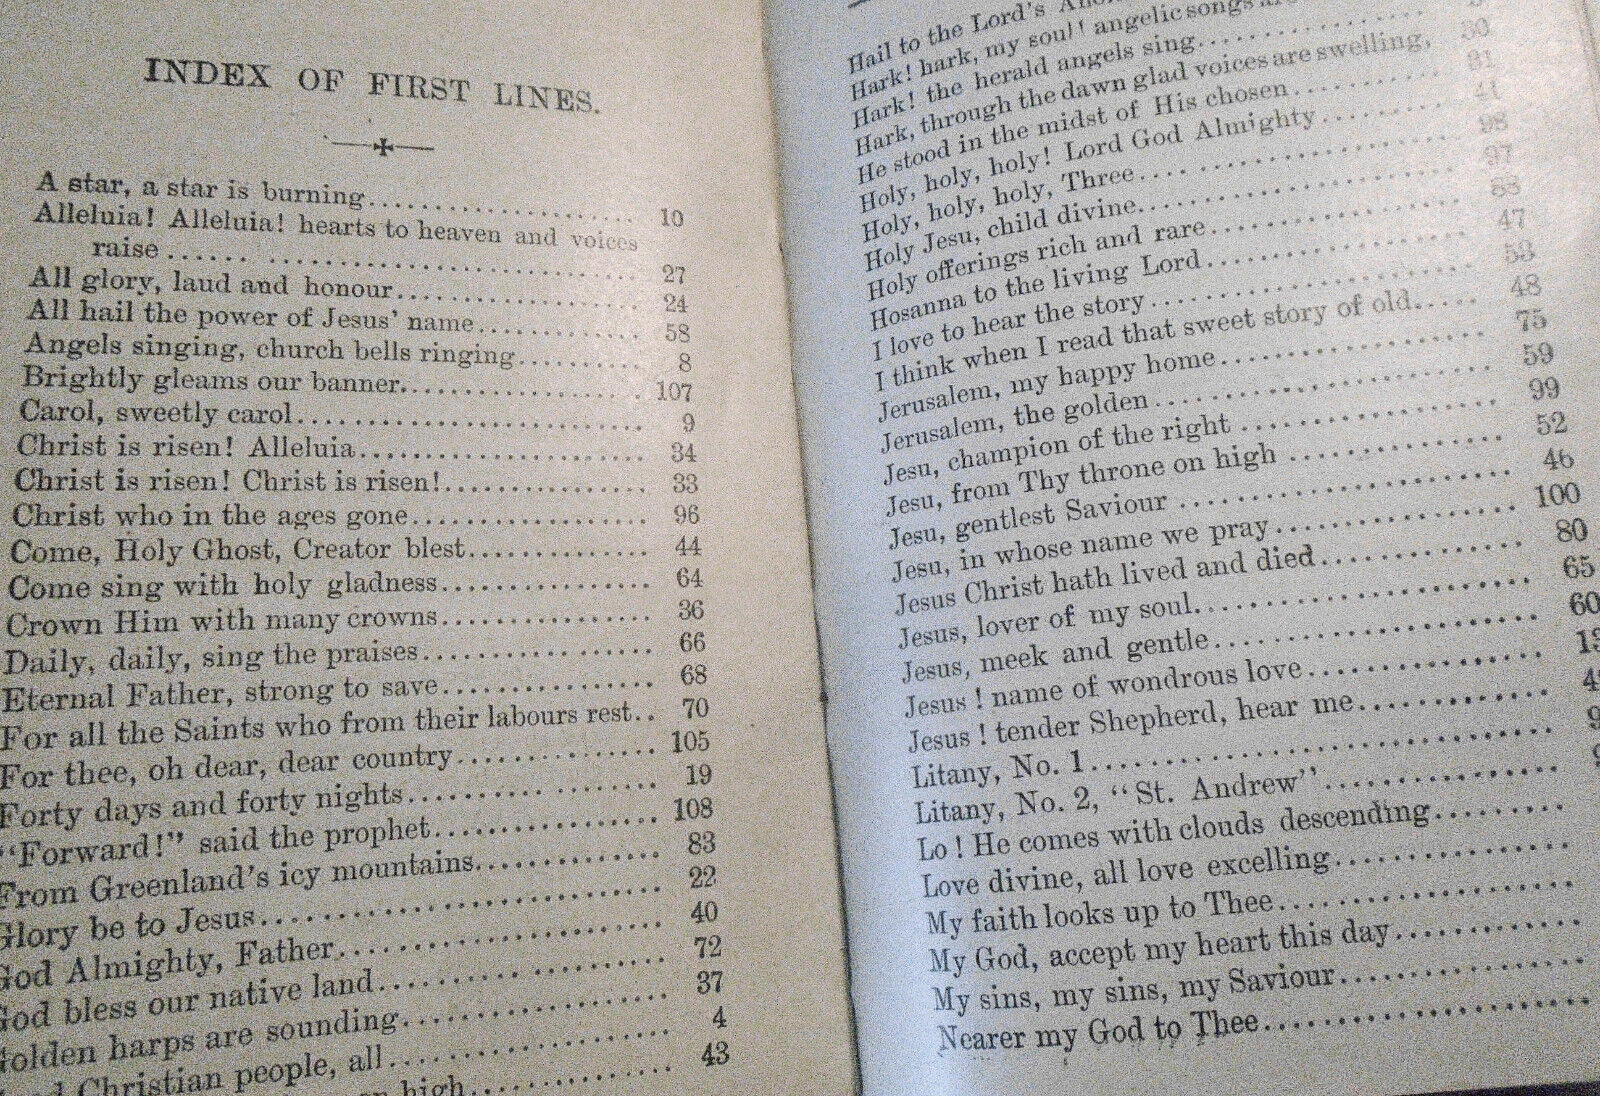 INDEX OF FIRST LINES.
A star, a star is burning..................... 10
Alleluia! Alleluia! hearts to heaven and voices
raise...... ............................. 27
All glory, laud and honour.................. 24
All hail the power of Jesus' name............ 58
Angels singing, church bells ringing......... 8
Brightly gleams our banner.................. 107
Carol, sweetly carol.......................... 9
Christ is risen! Alleluia...................... 34
Christ is risen! Christ is risen!............... 33
Christ who in the ages gone.................. 96
Come, Holy Ghost, Creator blest............. 44
Come sing with holy gladness................ 64
Crown Him with many crowns................ 36
Daily, daily, sing the praises................. 66
Eternal Father, strong to save................ 68
For all the Saints who from their labours rest.. 70
For thee, oh dear, dear country.............. 105
Forty days and forty nights................... 19
"Forward!" said the prophet................. 108
From Greenland's icy mountains.............. 83
Glory be to Jesus............................. 22
God Almighty, Father........................ 40
God bless our native land..................... 72
Golden harps are sounding.................. 37
Christian people, all.................... 4
on high............... 43
Hail to the Lord's
Hark! hark, my soul! angelic songs are
Hark! the herald angels sing..................
Hark, through the dawn glad voices are swelling, 30
He stood in the midst of His chosen........... 31
Holy, holy, holy! Lord God Almighty......... 41
Holy, holy, holy, Three...................... 98
Holy Jesu, child divine....................... 97
Holy offerings rich and rare.................. 88
Hosanna to the living Lord................... 47
I love to hear the story....................... 53
I think when I read that sweet story of old..... 48
Jerusalem, my happy home.................. 75
Jerusalem, the golden....................... 59
Jesu, champion of the right .................. 99
Jesu, from Thy throne on high ............... 52
Jesu, gentlest Saviour ....................... 46
Jesu, in whose name we pray................. 100
Jesus Christ hath lived and died.............. 80
Jesus, lover of my soul....................... 65
Jesus, meek and gentle....................... 60
Jesus! name of wondrous love................
Jesus! tender Shepherd, hear me.............
Litany, No. 1................................
Litany, No. 2, "St. Andrew"..................
Lo! He comes with clouds descending.........
Love divine, all love excelling................
My faith looks up to Thee....................
My God, accept my heart this day.............
My sins, my sins, my Saviour.................
Nearer my God to Thee......................